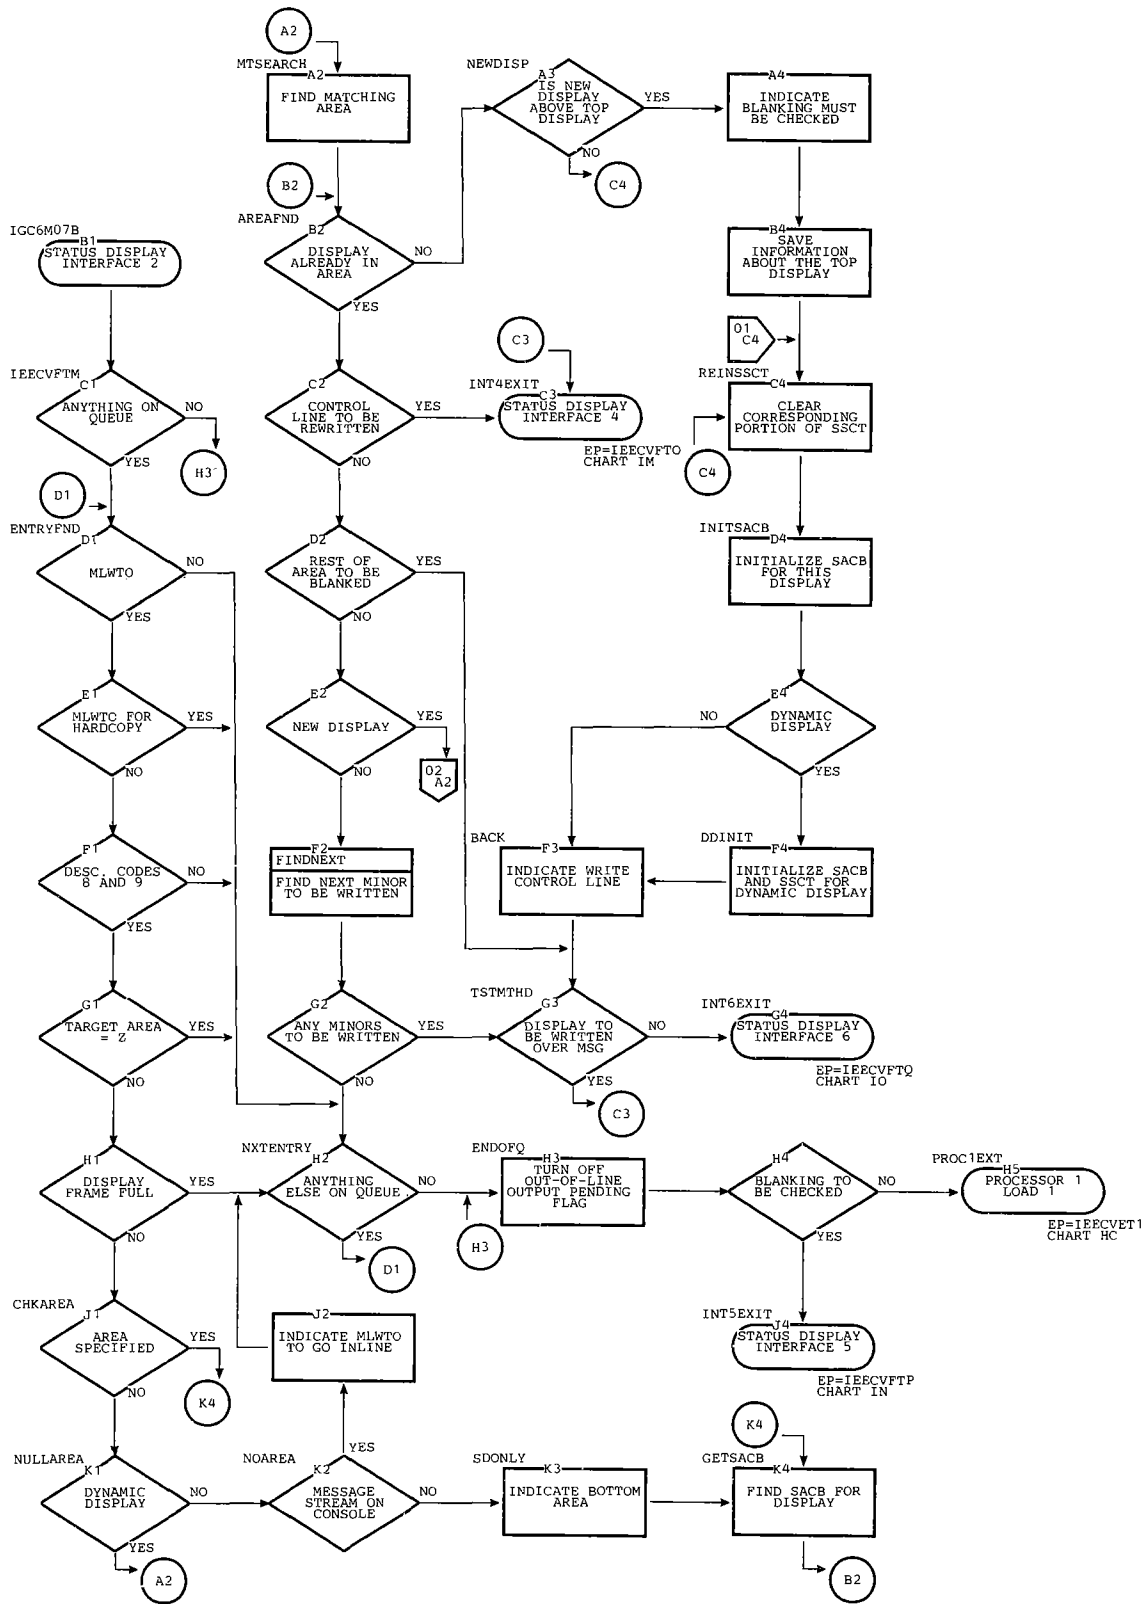 A2
MTSEARCH
A2
FIND MATCHING
AREA
NEWDISP
A3
IS NEW
DISPLAY
ABOVE TOP
DISPLAY
YES
NO
C4
A4
INDICATE
BLANKING MUST
BE CHECKED
B2
AREAFND
B2
DISPLAY
ALREADY IN
AREA
NO
YES
IGC6M07B
B1
STATUS DISPLAY
INTERFACE 2
B4
SAVE
INFORMATION
ABOUT THE TOP
DISPLAY
01
C4
IEECVFTM
C1
ANYTHING ON
QUEUE
NO
YES
H3
C2
CONTROL
LINE TO BE
REWRITTEN
YES
NO
C3
INT4EXIT
C3
STATUS DISPLAY
INTERFACE 4
EP=IEECVFTO
CHART IM
REINSSCT
C4
CLEAR
CORRESPONDING
PORTION OF SSCT
C4
D1
ENTRYFND
D1
MLWTO
NO
YES
D2
REST OF
AREA TO BE
BLANKED
YES
NO
INITSACB
D4
INITIALIZE SACB
FOR THIS
DISPLAY
E1
MLWTO FOR
HARDCOPY
YES
NO
E2
NEW DISPLAY
YES
NO
02
A2
E4
DYNAMIC
DISPLAY
NO
YES
F1
DESC. CODES
8 AND 9
NO
YES
F2
FINDNEXT
FIND NEXT MINOR
TO BE WRITTEN
BACK
F3
INDICATE WRITE
CONTROL LINE
DDINIT
F4
INITIALIZE SACB
AND SSCT FOR
DYNAMIC DISPLAY
G1
TARGET AREA
= Z
YES
NO
G2
ANY MINORS
TO BE WRITTEN
YES
NO
TSTMTHD
G3
DISPLAY TO
BE WRITTEN
OVER MSG
NO
YES
C3
INT6EXIT
G4
STATUS DISPLAY
INTERFACE 6
EP=IEECVFTQ
CHART IO
H1
DISPLAY
FRAME FULL
YES
NO
NXTENTRY
H2
ANYTHING
ELSE ON QUEUE
NO
YES
D1
ENDOFQ
H3
TURN OFF
OUT-OF-LINE
OUTPUT PENDING
FLAG
H3
H4
BLANKING TO
BE CHECKED
NO
YES
PROC1EXT
H5
PROCESSOR 1
LOAD 1
EP=IEECVET1
CHART HC
CHKAREA
J1
AREA
SPECIFIED
YES
NO
K4
J2
INDICATE MLWTO
TO GO INLINE
INT5EXIT
J4
STATUS DISPLAY
INTERFACE 5
EP=IEECVFTP
CHART IN
NULLAREA
K1
DYNAMIC
DISPLAY
NO
YES
A2
NOAREA
K2
MESSAGE
STREAM ON
CONSOLE
YES
NO
SDONLY
K3
INDICATE BOTTOM
AREA
K4
GETSACB
K4
FIND SACB FOR
DISPLAY
B2